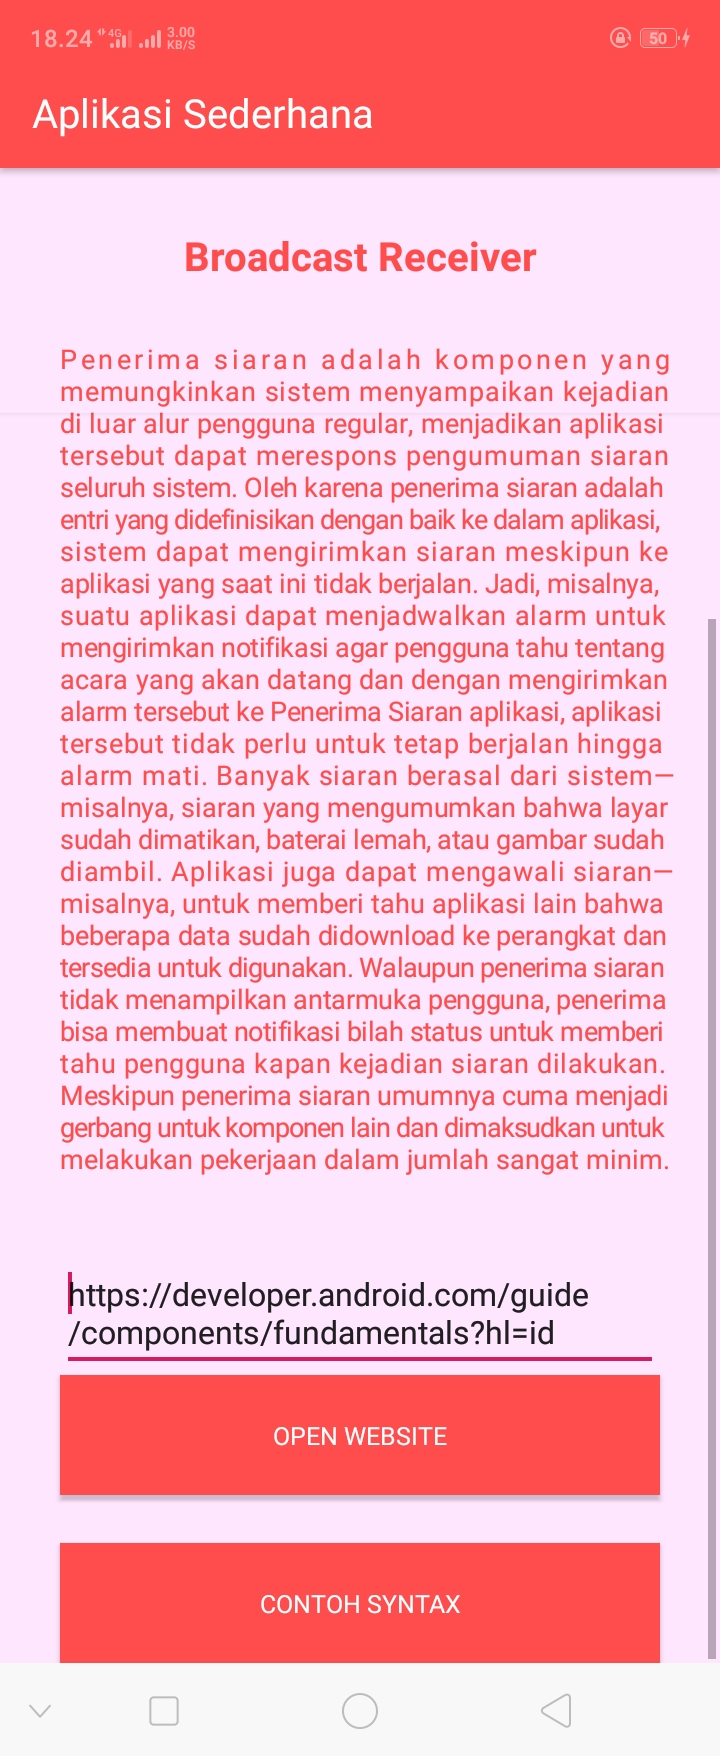 18.24 4G 3.00 KB/S 50
Aplikasi Sederhana
Broadcast Receiver
Penerima siaran adalah komponen yang
memungkinkan sistem menyampaikan kejadian
di luar alur pengguna regular, menjadikan aplikasi
tersebut dapat merespons pengumuman siaran
seluruh sistem. Oleh karena penerima siaran adalah
entri yang didefinisikan dengan baik ke dalam aplikasi,
sistem dapat mengirimkan siaran meskipun ke
aplikasi yang saat ini tidak berjalan. Jadi, misalnya,
suatu aplikasi dapat menjadwalkan alarm untuk
mengirimkan notifikasi agar pengguna tahu tentang
acara yang akan datang dan dengan mengirimkan
alarm tersebut ke Penerima Siaran aplikasi, aplikasi
tersebut tidak perlu untuk tetap berjalan hingga
alarm mati. Banyak siaran berasal dari sistem—
misalnya, siaran yang mengumumkan bahwa layar
sudah dimatikan, baterai lemah, atau gambar sudah
diambil. Aplikasi juga dapat mengawali siaran—
misalnya, untuk memberi tahu aplikasi lain bahwa
beberapa data sudah didownload ke perangkat dan
tersedia untuk digunakan. Walaupun penerima siaran
tidak menampilkan antarmuka pengguna, penerima
bisa membuat notifikasi bilah status untuk memberi
tahu pengguna kapan kejadian siaran dilakukan.
Meskipun penerima siaran umumnya cuma menjadi
gerbang untuk komponen lain dan dimaksudkan untuk
melakukan pekerjaan dalam jumlah sangat minim.
https://developer.android.com/guide
/components/fundamentals?hl=id
OPEN WEBSITE
CONTOH SYNTAX